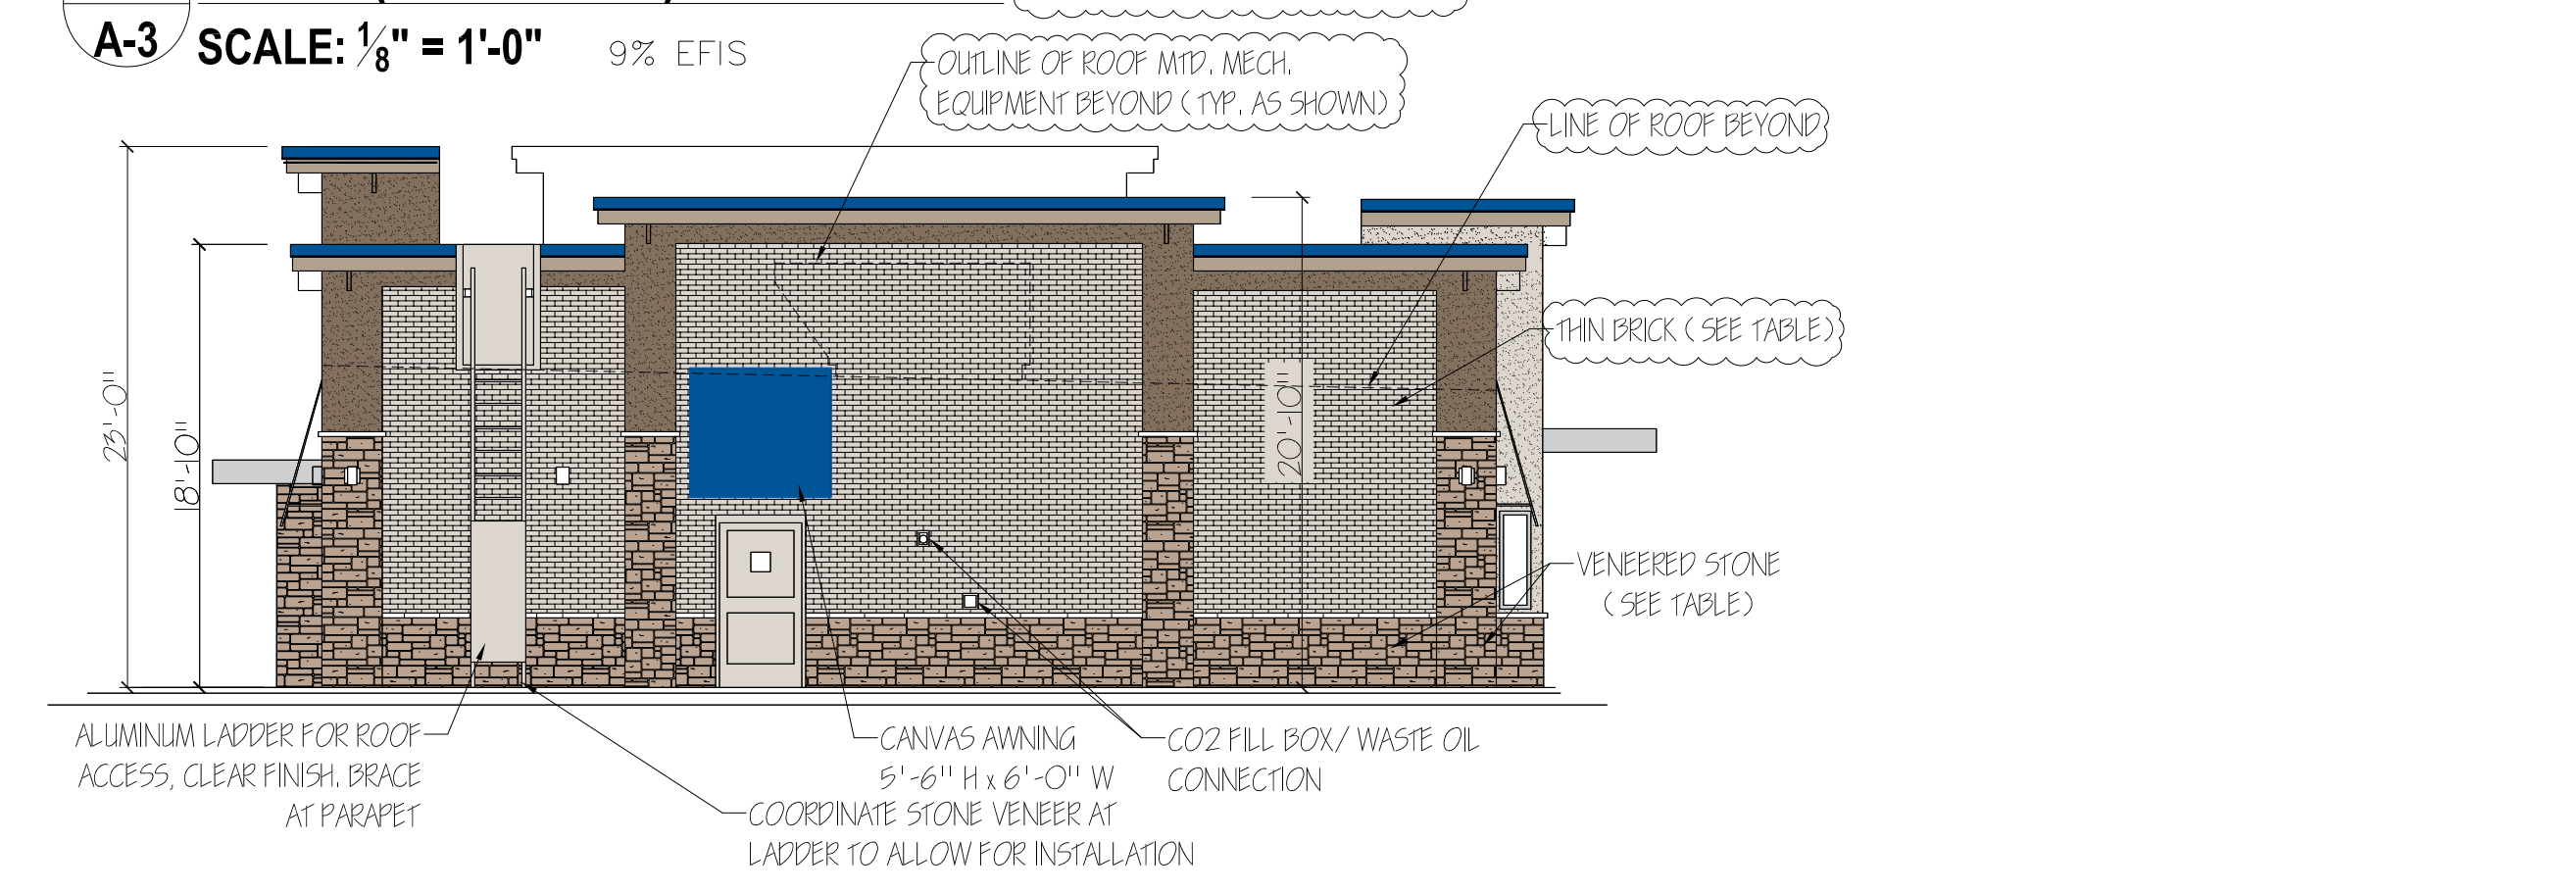 A-3
SCALE: 1/8" = 1'-0"
9% EFIS
OUTLINE OF ROOF MTD. MECH.
EQUIPMENT BEYOND (TYP. AS SHOWN)
LINE OF ROOF BEYOND
THIN BRICK (SEE TABLE)
23'-0"
18'-10"
20'-10"
VENEERED STONE
(SEE TABLE)
ALUMINUM LADDER FOR ROOF
ACCESS, CLEAR FINISH. BRACE
AT PARAPET
CANVAS AWNING
5'-6" H x 6'-0" W
CO2 FILL BOX/ WASTE OIL
CONNECTION
COORDINATE STONE VENEER AT
LADDER TO ALLOW FOR INSTALLATION